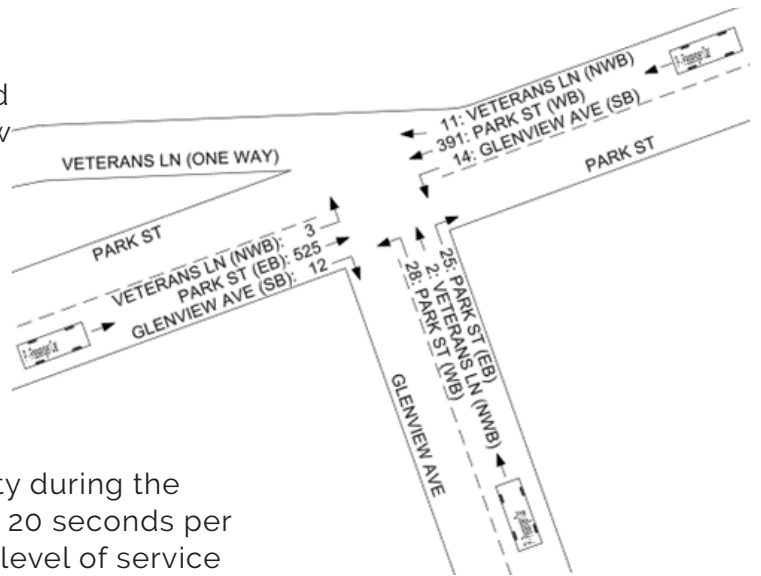 d
w
11: VETERANS LN (NWB)
391: PARK ST (WB)
14: GLENVIEW AVE (SB)
VETERANS LN (ONE WAY)
PARK ST
PARK ST
VETERANS LN (NWB): 3
PARK ST (EB): 525
GLENVIEW AVE (SB): 12
25: PARK ST (EB)
2: VETERANS LN (NWB)
28: PARK ST (WB)
GLENVIEW AVE
ty during the
20 seconds per
level of service